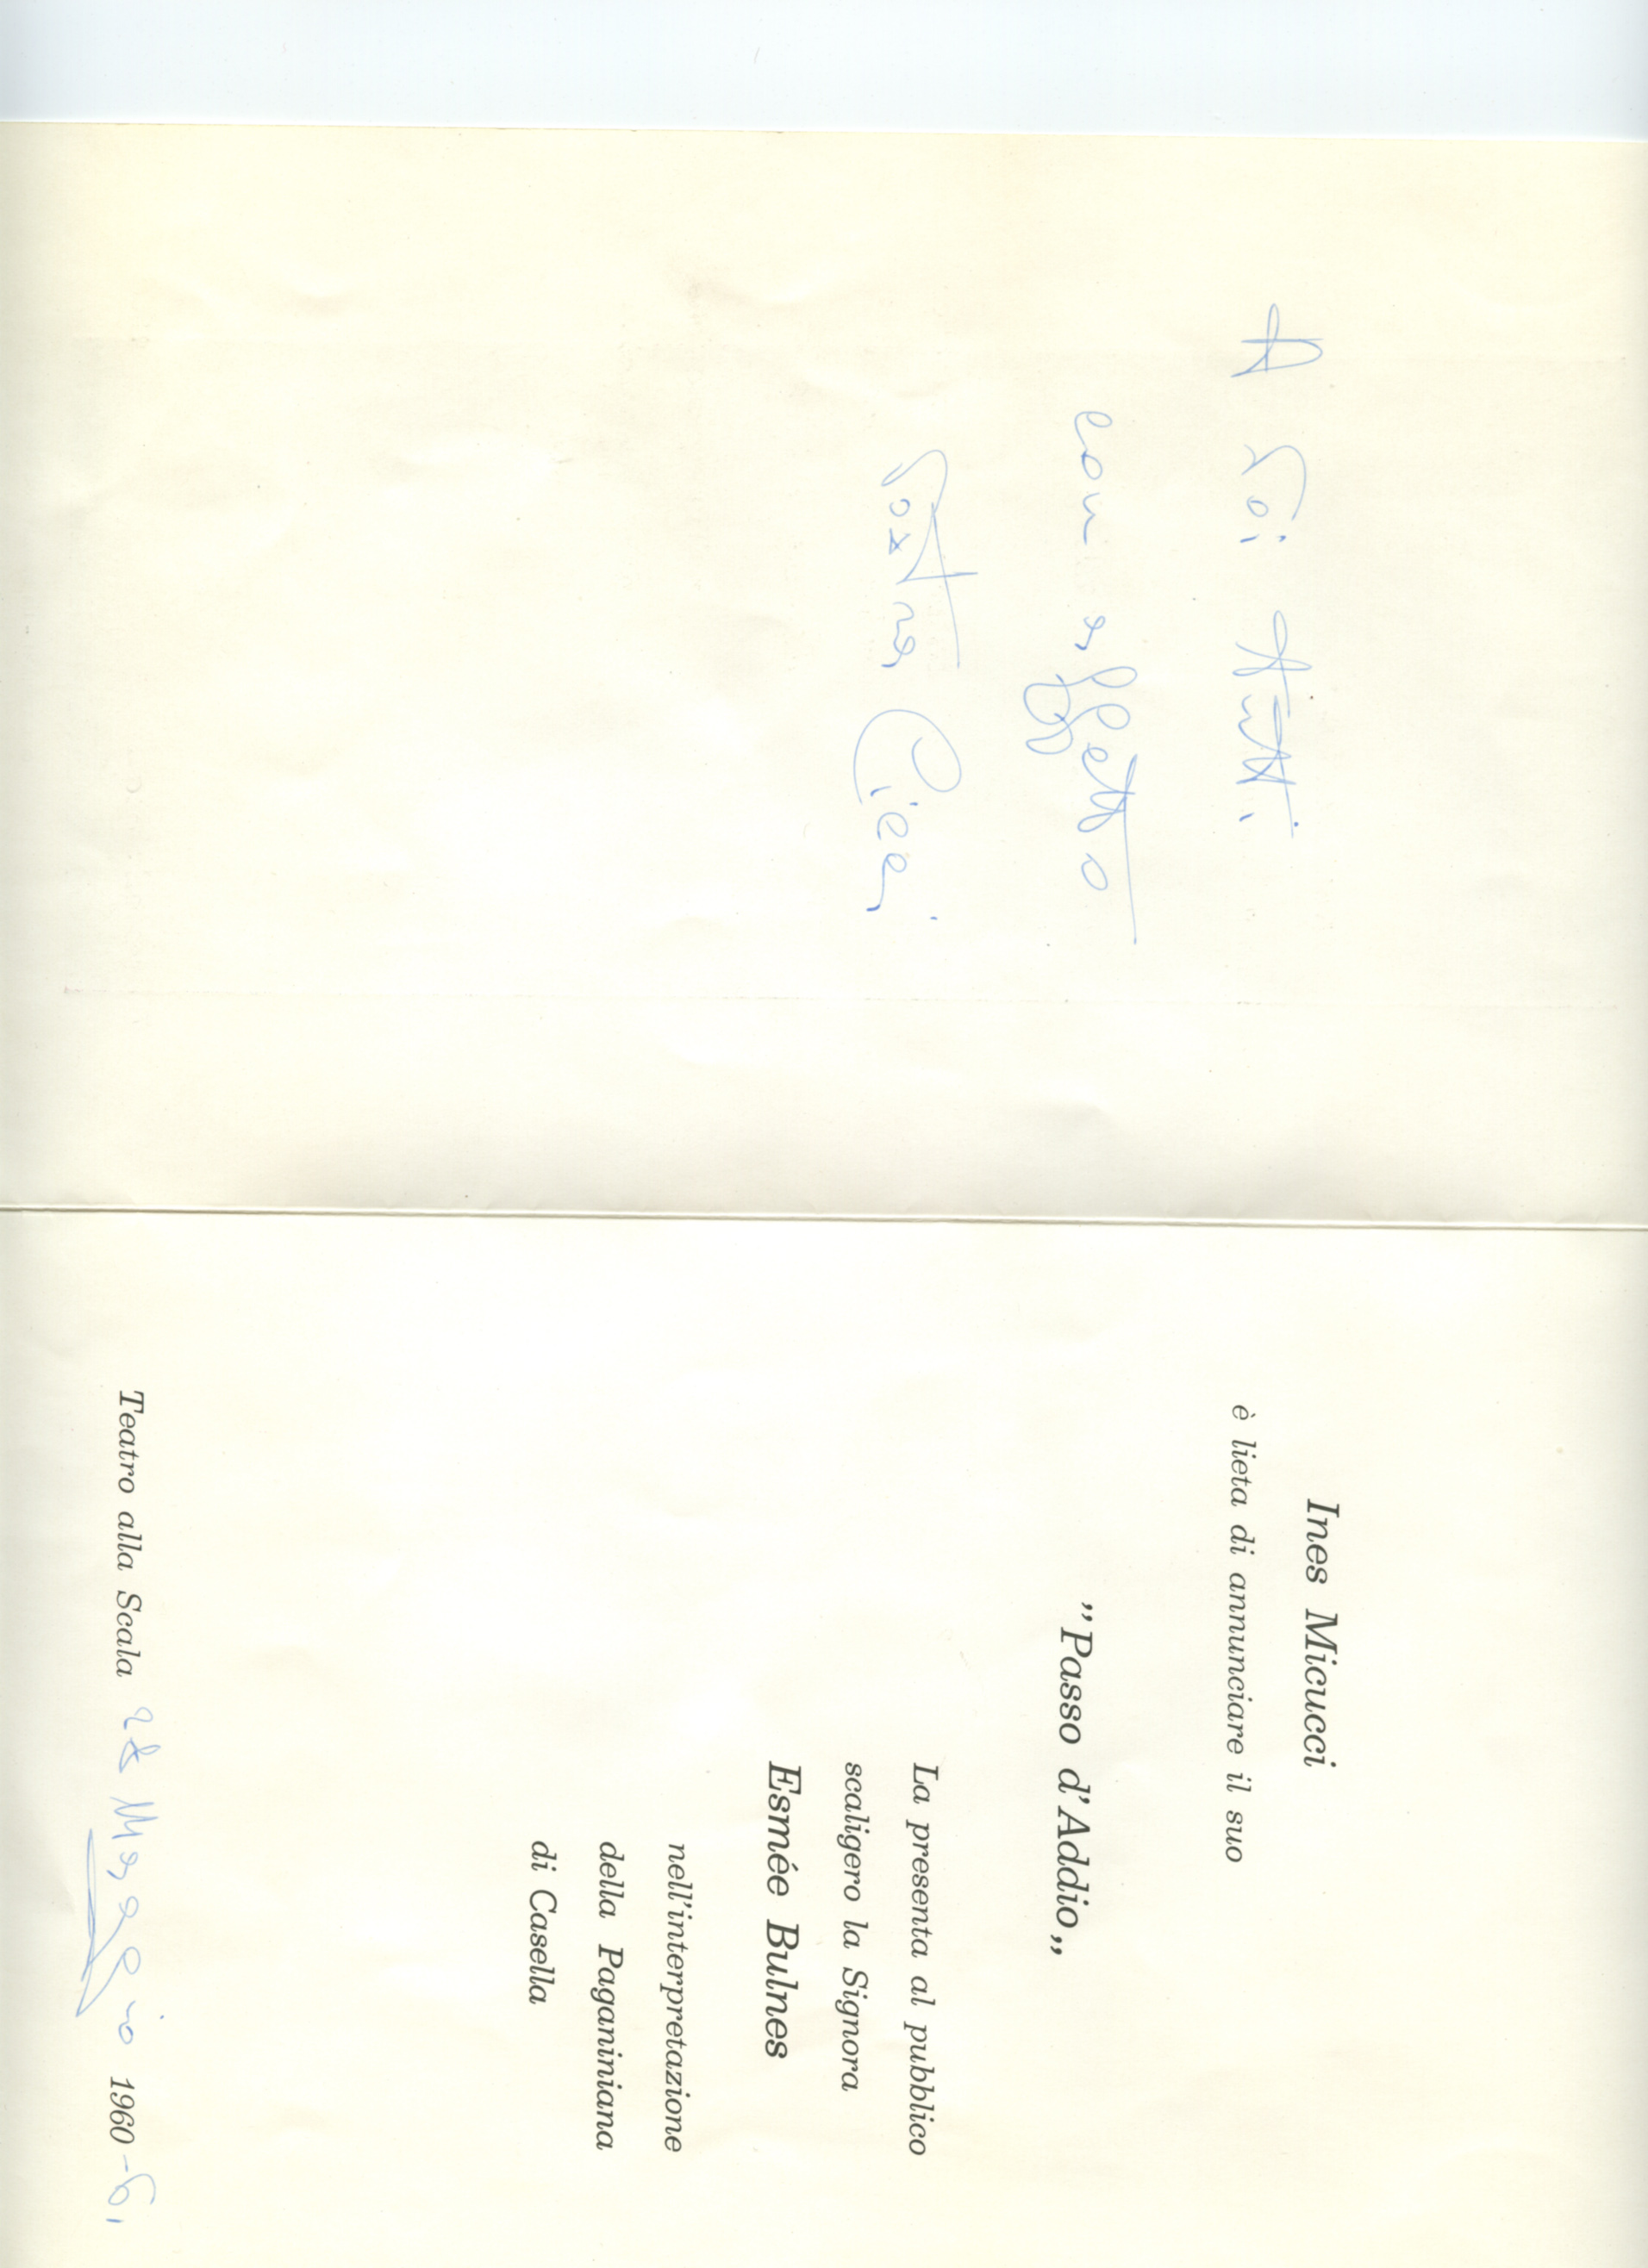 A Voi tutti
con affetto
Vostra Cicci
Ines Micucci
è lieta di annunciare il suo
,,Passo d'Addio,,
La presenta al pubblico
scaligero la Signora
Esmée Bulnes
nell'interpretazione
della Paganiniana
di Casella
Teatro alla Scala 28 Maggio 1960-61